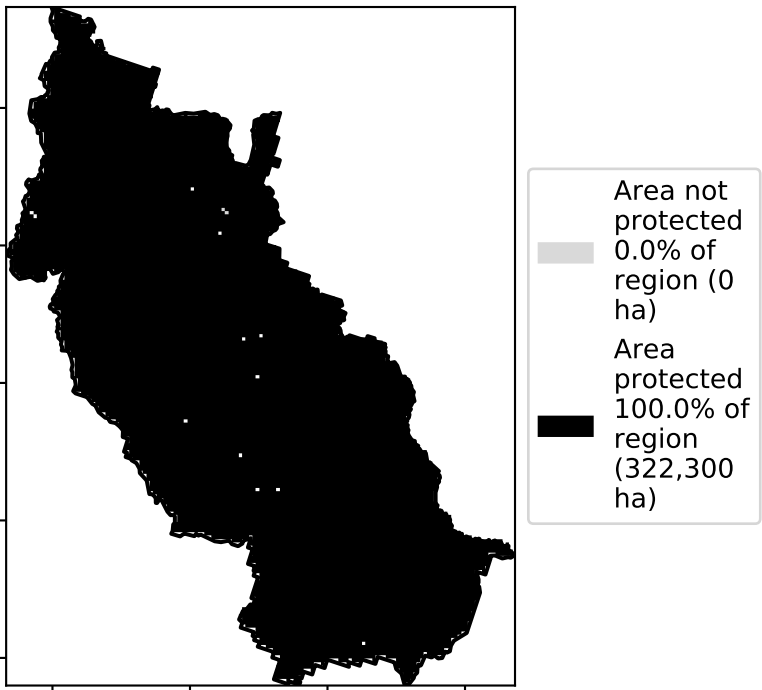 Area not
protected
0.0% of
region (0
ha)
Area
protected
100.0% of
region
(322,300
ha)